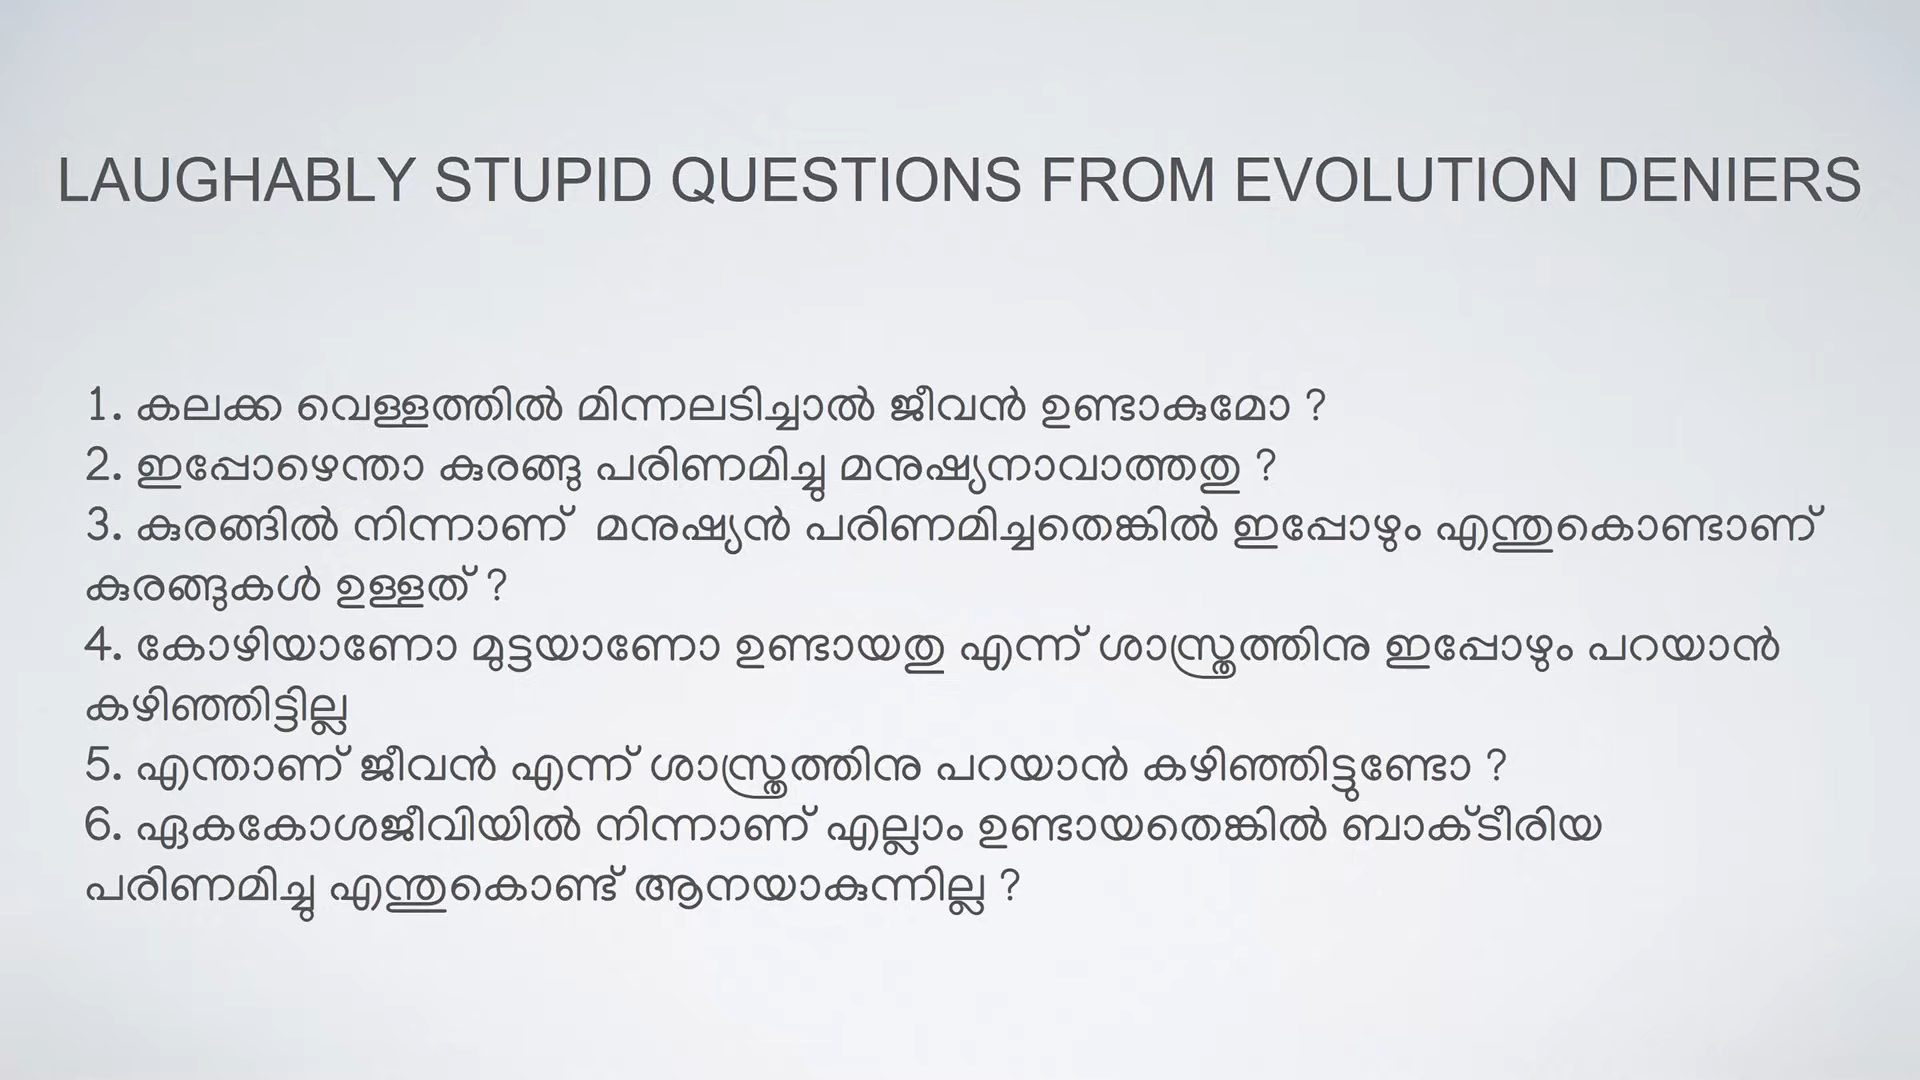 LAUGHABLY STUPID QUESTIONS FROM EVOLUTION DENIERS
1. കലക്ക വെള്ളത്തിൽ മിന്നലടിച്ചാൽ ജീവൻ ഉണ്ടാകുമോ ?
2. ഇപ്പോഴെന്താ കുരങ്ങു പരിണമിച്ചു മനുഷ്യനാവാത്തതു ?
3. കുരങ്ങിൽ നിന്നാണ്  മനുഷ്യൻ പരിണമിച്ചതെങ്കിൽ ഇപ്പോഴും എന്തുകൊണ്ടാണ്
കുരങ്ങുകൾ ഉള്ളത് ?
4. കോഴിയാണോ മുട്ടയാണോ ഉണ്ടായതു എന്ന് ശാസ്ത്രത്തിനു ഇപ്പോഴും പറയാൻ
കഴിഞ്ഞിട്ടില്ല
5. എന്താണ് ജീവൻ എന്ന് ശാസ്ത്രത്തിനു പറയാൻ കഴിഞ്ഞിട്ടുണ്ടോ ?
6. ഏകകോശജീവിയിൽ നിന്നാണ് എല്ലാം ഉണ്ടായതെങ്കിൽ ബാക്ടീരിയ
പരിണമിച്ചു എന്തുകൊണ്ട് ആനയാകുന്നില്ല ?